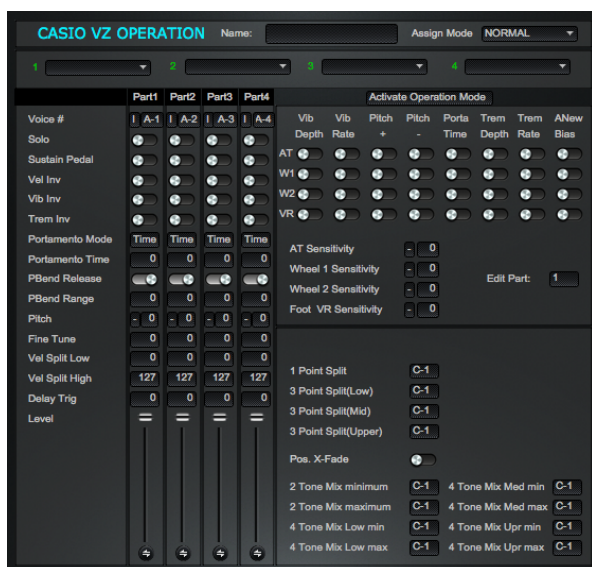 CASIO VZ OPERATION Name: Assign Mode NORMAL
1 2 3 4
Activate Operation Mode
Part1 Part2 Part3 Part4
Voice # I A-1 I A-2 I A-3 I A-4
Solo
Sustain Pedal
Vel Inv
Vib Inv
Trem Inv
Portamento Mode Time Time Time Time
Portamento Time 0 0 0 0
PBend Release
PBend Range 0 0 0 0
Pitch - 0 - 0 - 0 - 0
Fine Tune 0 0 0 0
Vel Split Low 0 0 0 0
Vel Split High 127 127 127 127
Delay Trig 0 0 0 0
Level
Vib Vib Pitch Pitch Porta Trem Trem ANew
Depth Rate + - Time Depth Rate Bias
AT
W1
W2
VR
AT Sensitivity - 0
Wheel 1 Sensitivity - 0
Wheel 2 Sensitivity - 0
Foot VR Sensitivity - 0
Edit Part: 1
1 Point Split C-1
3 Point Split(Low) C-1
3 Point Split(Mid) C-1
3 Point Split(Upper) C-1
Pos. X-Fade
2 Tone Mix minimum C-1 4 Tone Mix Med min C-1
2 Tone Mix maximum C-1 4 Tone Mix Med max C-1
4 Tone Mix Low min C-1 4 Tone Mix Upr min C-1
4 Tone Mix Low max C-1 4 Tone Mix Upr max C-1